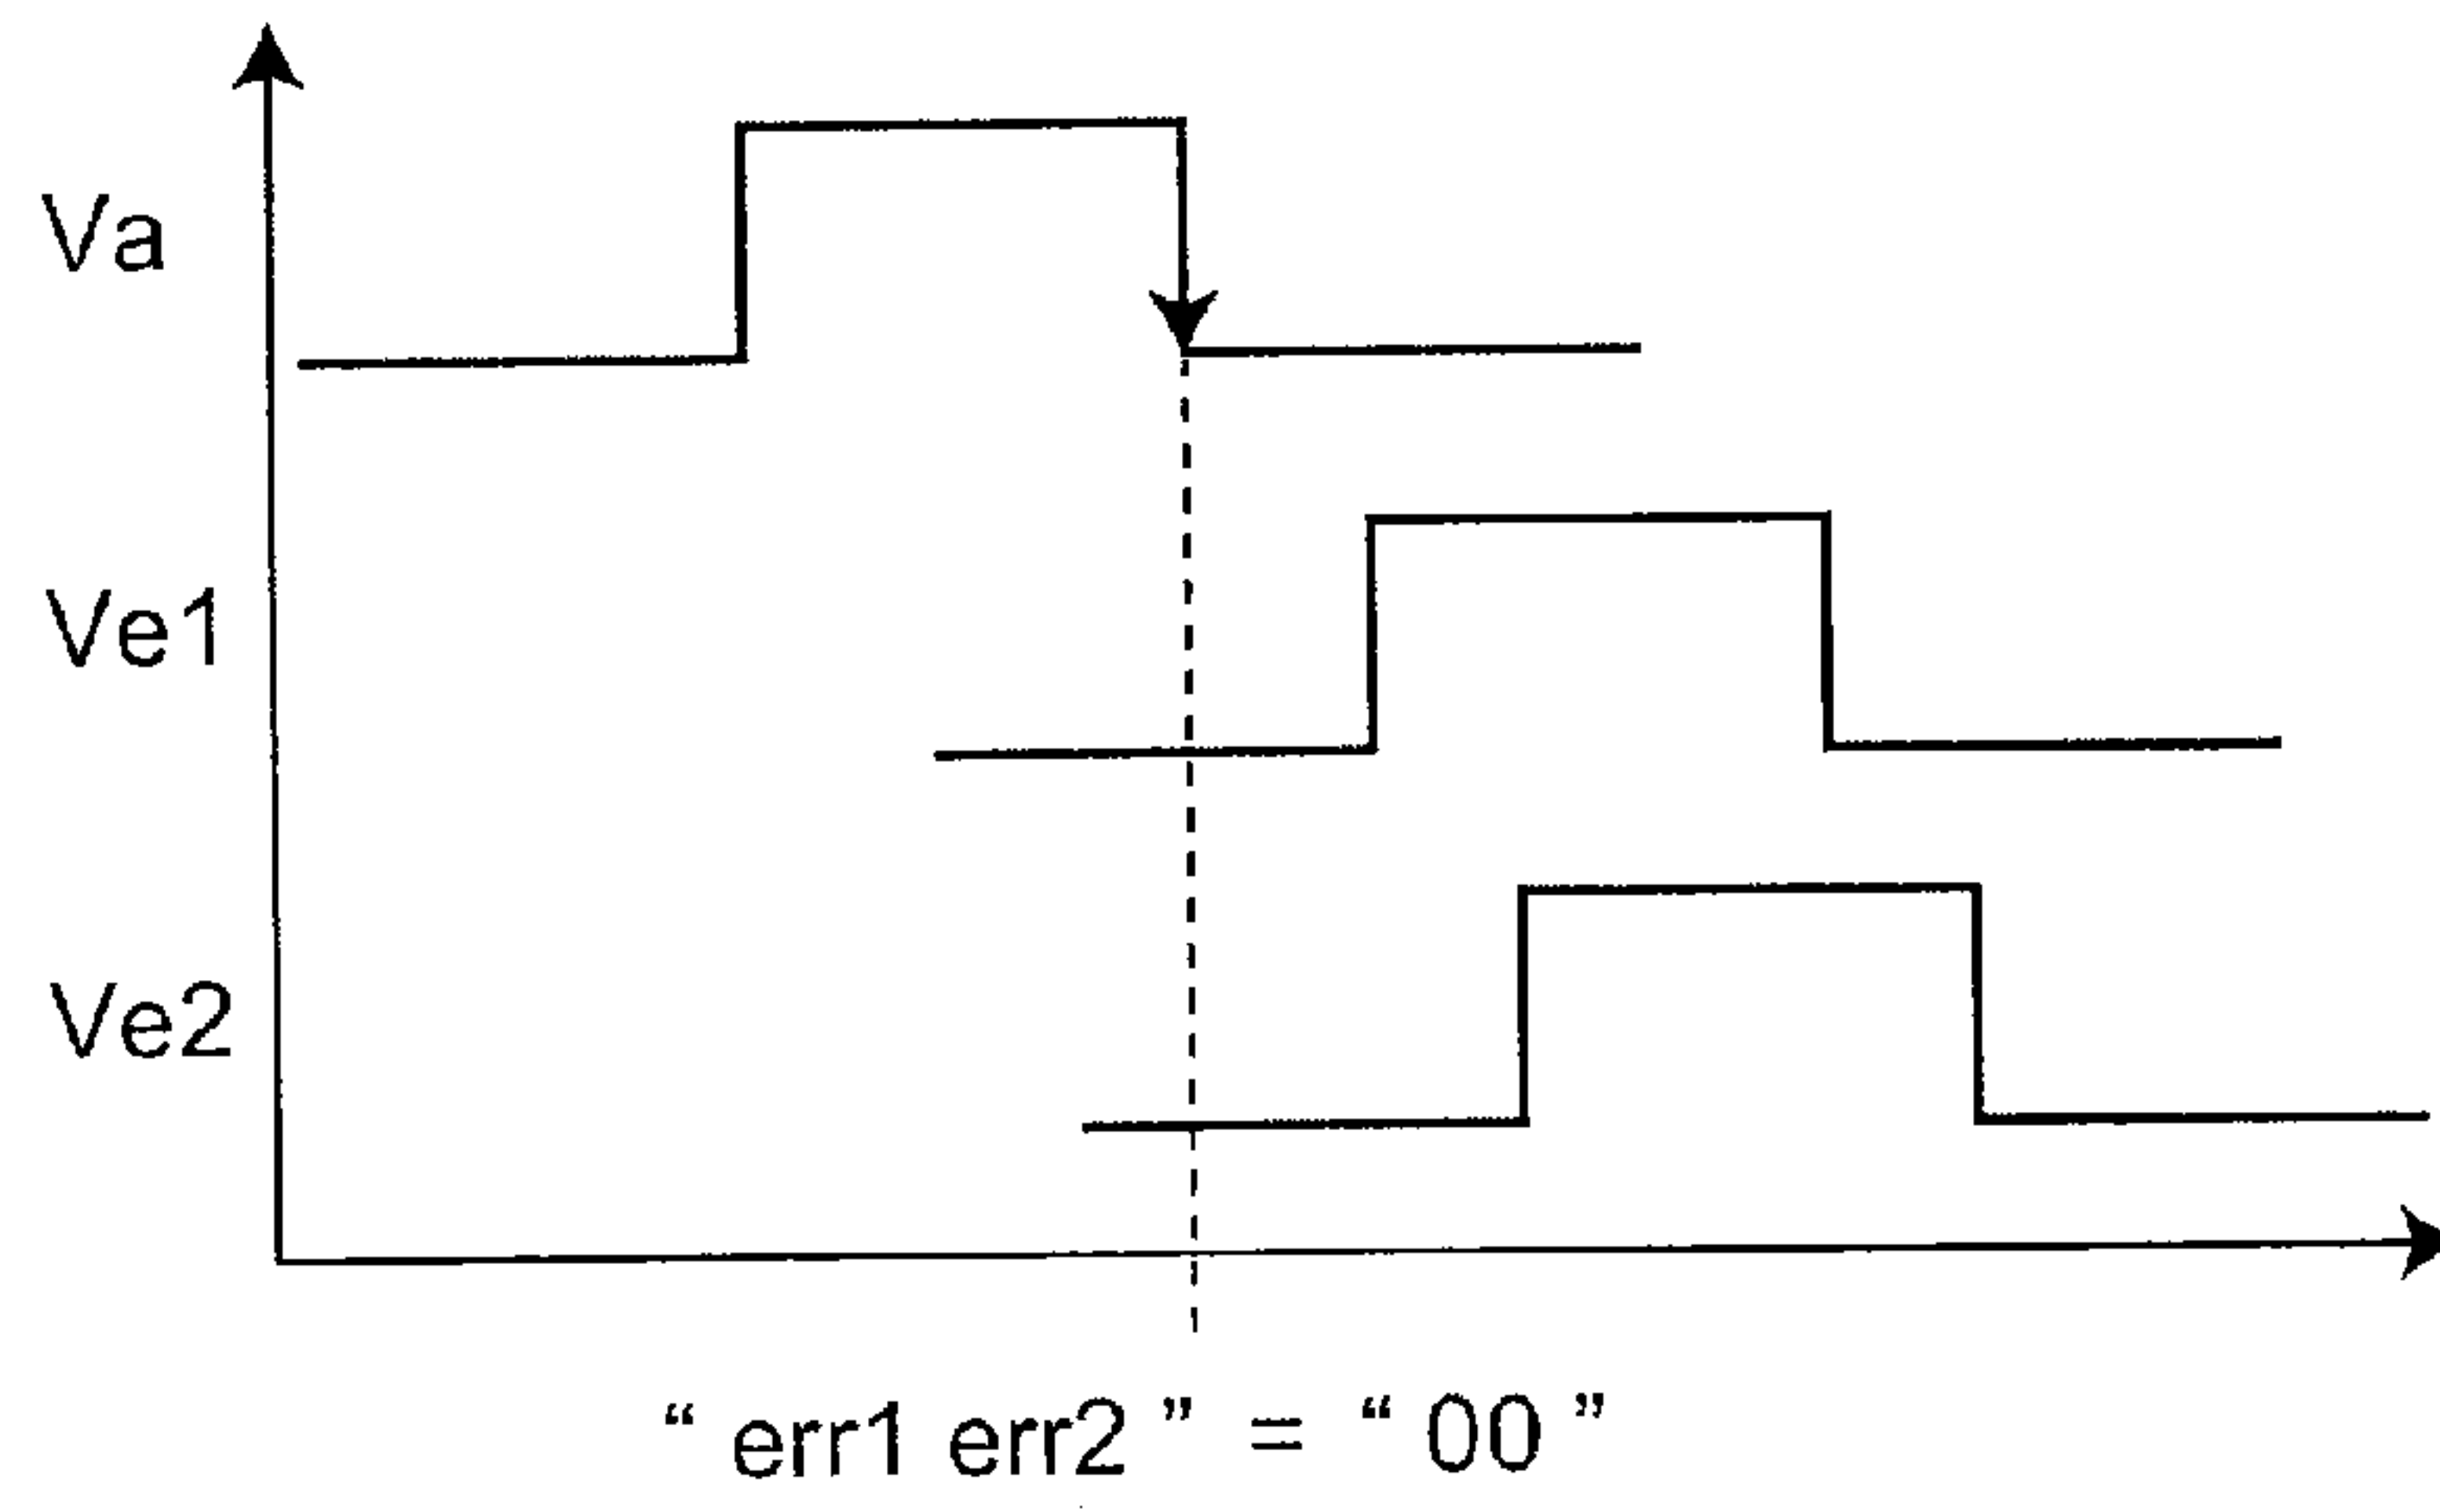 Va
Ve1
Ve2
“ err1 err2 ” = “ 00 ”